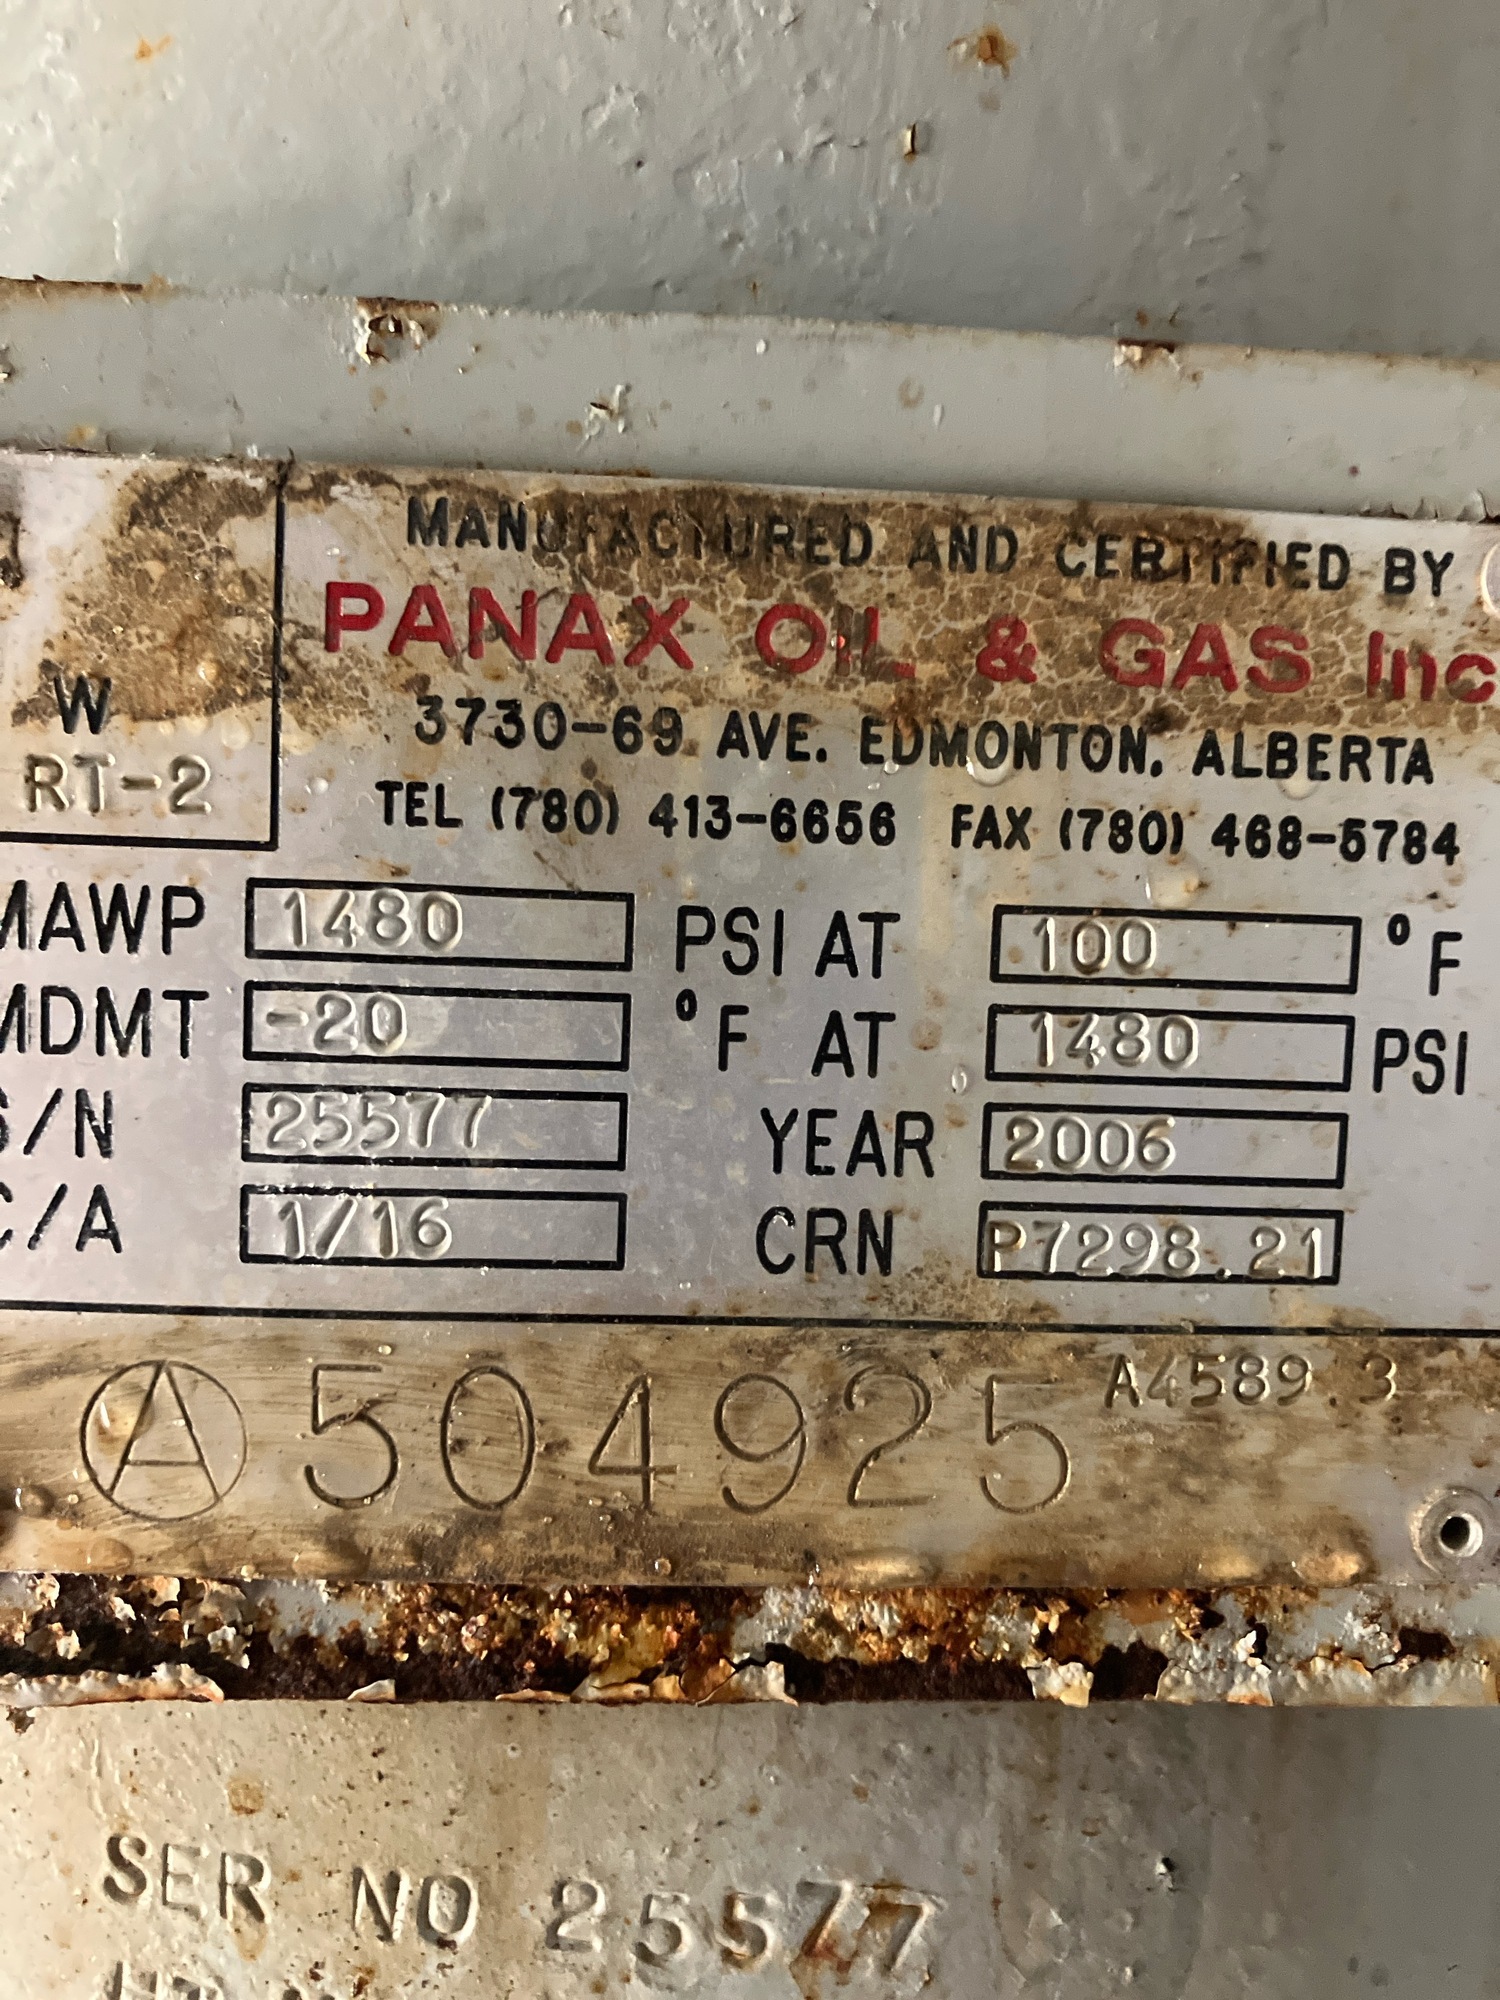 MANUFACTURED AND CERTIFIED BY
PANAX OIL & GAS Inc
3730-69 AVE. EDMONTON, ALBERTA
TEL (780) 413-6656 FAX (780) 468-5784
W
RT-2
MAWP 1480 PSI AT 100 °F
MDMT -20 °F AT 1480 PSI
S/N 25577 YEAR 2006
C/A 1/16 CRN P7298.21
A 504925 A4589.3
SER NO 25577